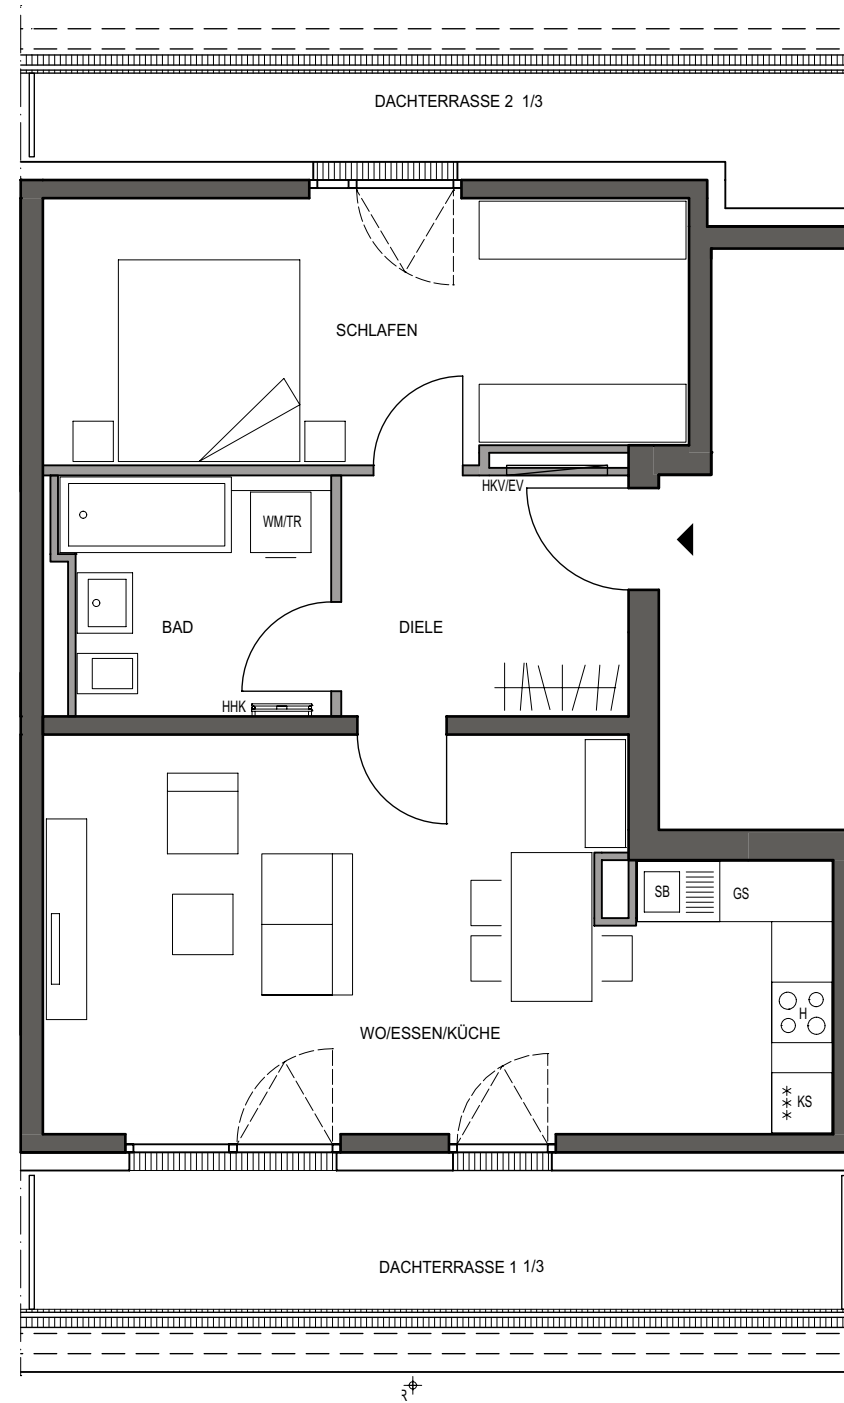 DACHTERRASSE 2 1/3
SCHLAFEN
HKV/EV
WM/TR
BAD
DIELE
HHK
SB
GS
H
WO/ESSEN/KÜCHE
KS
DACHTERRASSE 1 1/3